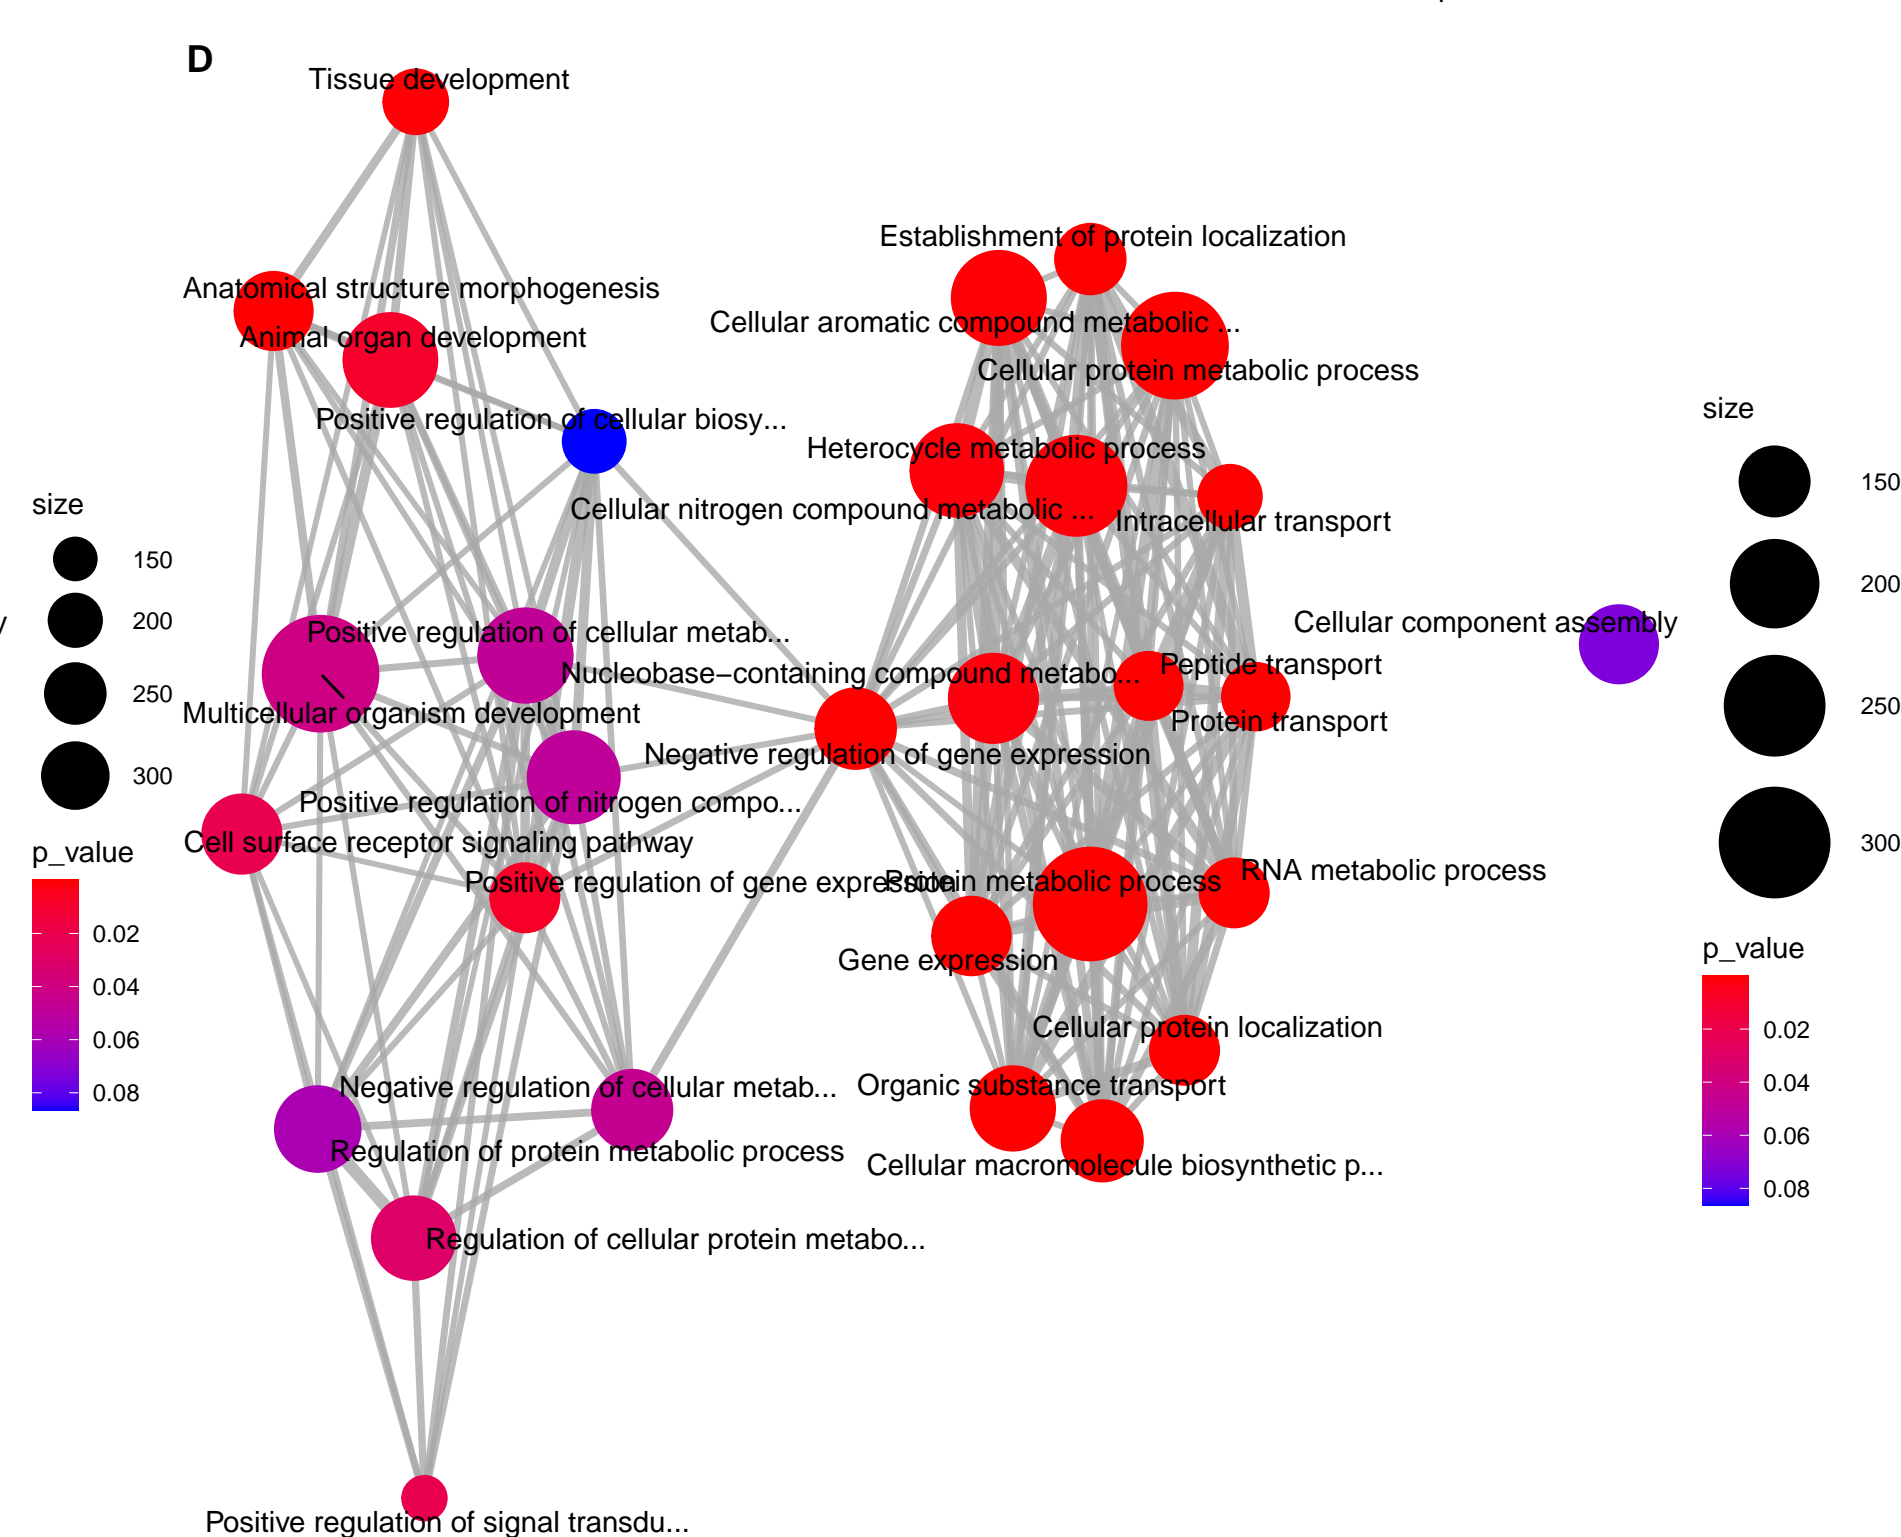 D
Tissue development
Establishment of protein localization
Anatomical structure morphogenesis
Cellular aromatic compound metabolic ...
Animal organ development
Cellular protein metabolic process
Positive regulation of cellular biosy...
Heterocycle metabolic process
Cellular nitrogen compound metabolic ...
Intracellular transport
Positive regulation of cellular metab...
Cellular component assembly
Nucleobase−containing compound metabo...
Peptide transport
Multicellular organism development
Protein transport
Negative regulation of gene expression
Positive regulation of nitrogen compo...
Cell surface receptor signaling pathway
Positive regulation of gene expression
Protein metabolic process
RNA metabolic process
Gene expression
Cellular protein localization
Negative regulation of cellular metab...
Organic substance transport
Regulation of protein metabolic process
Cellular macromolecule biosynthetic p...
Regulation of cellular protein metabo...
Positive regulation of signal transdu...
size
150
200
250
300
p_value
0.02
0.04
0.06
0.08
size
150
200
250
300
p_value
0.02
0.04
0.06
0.08